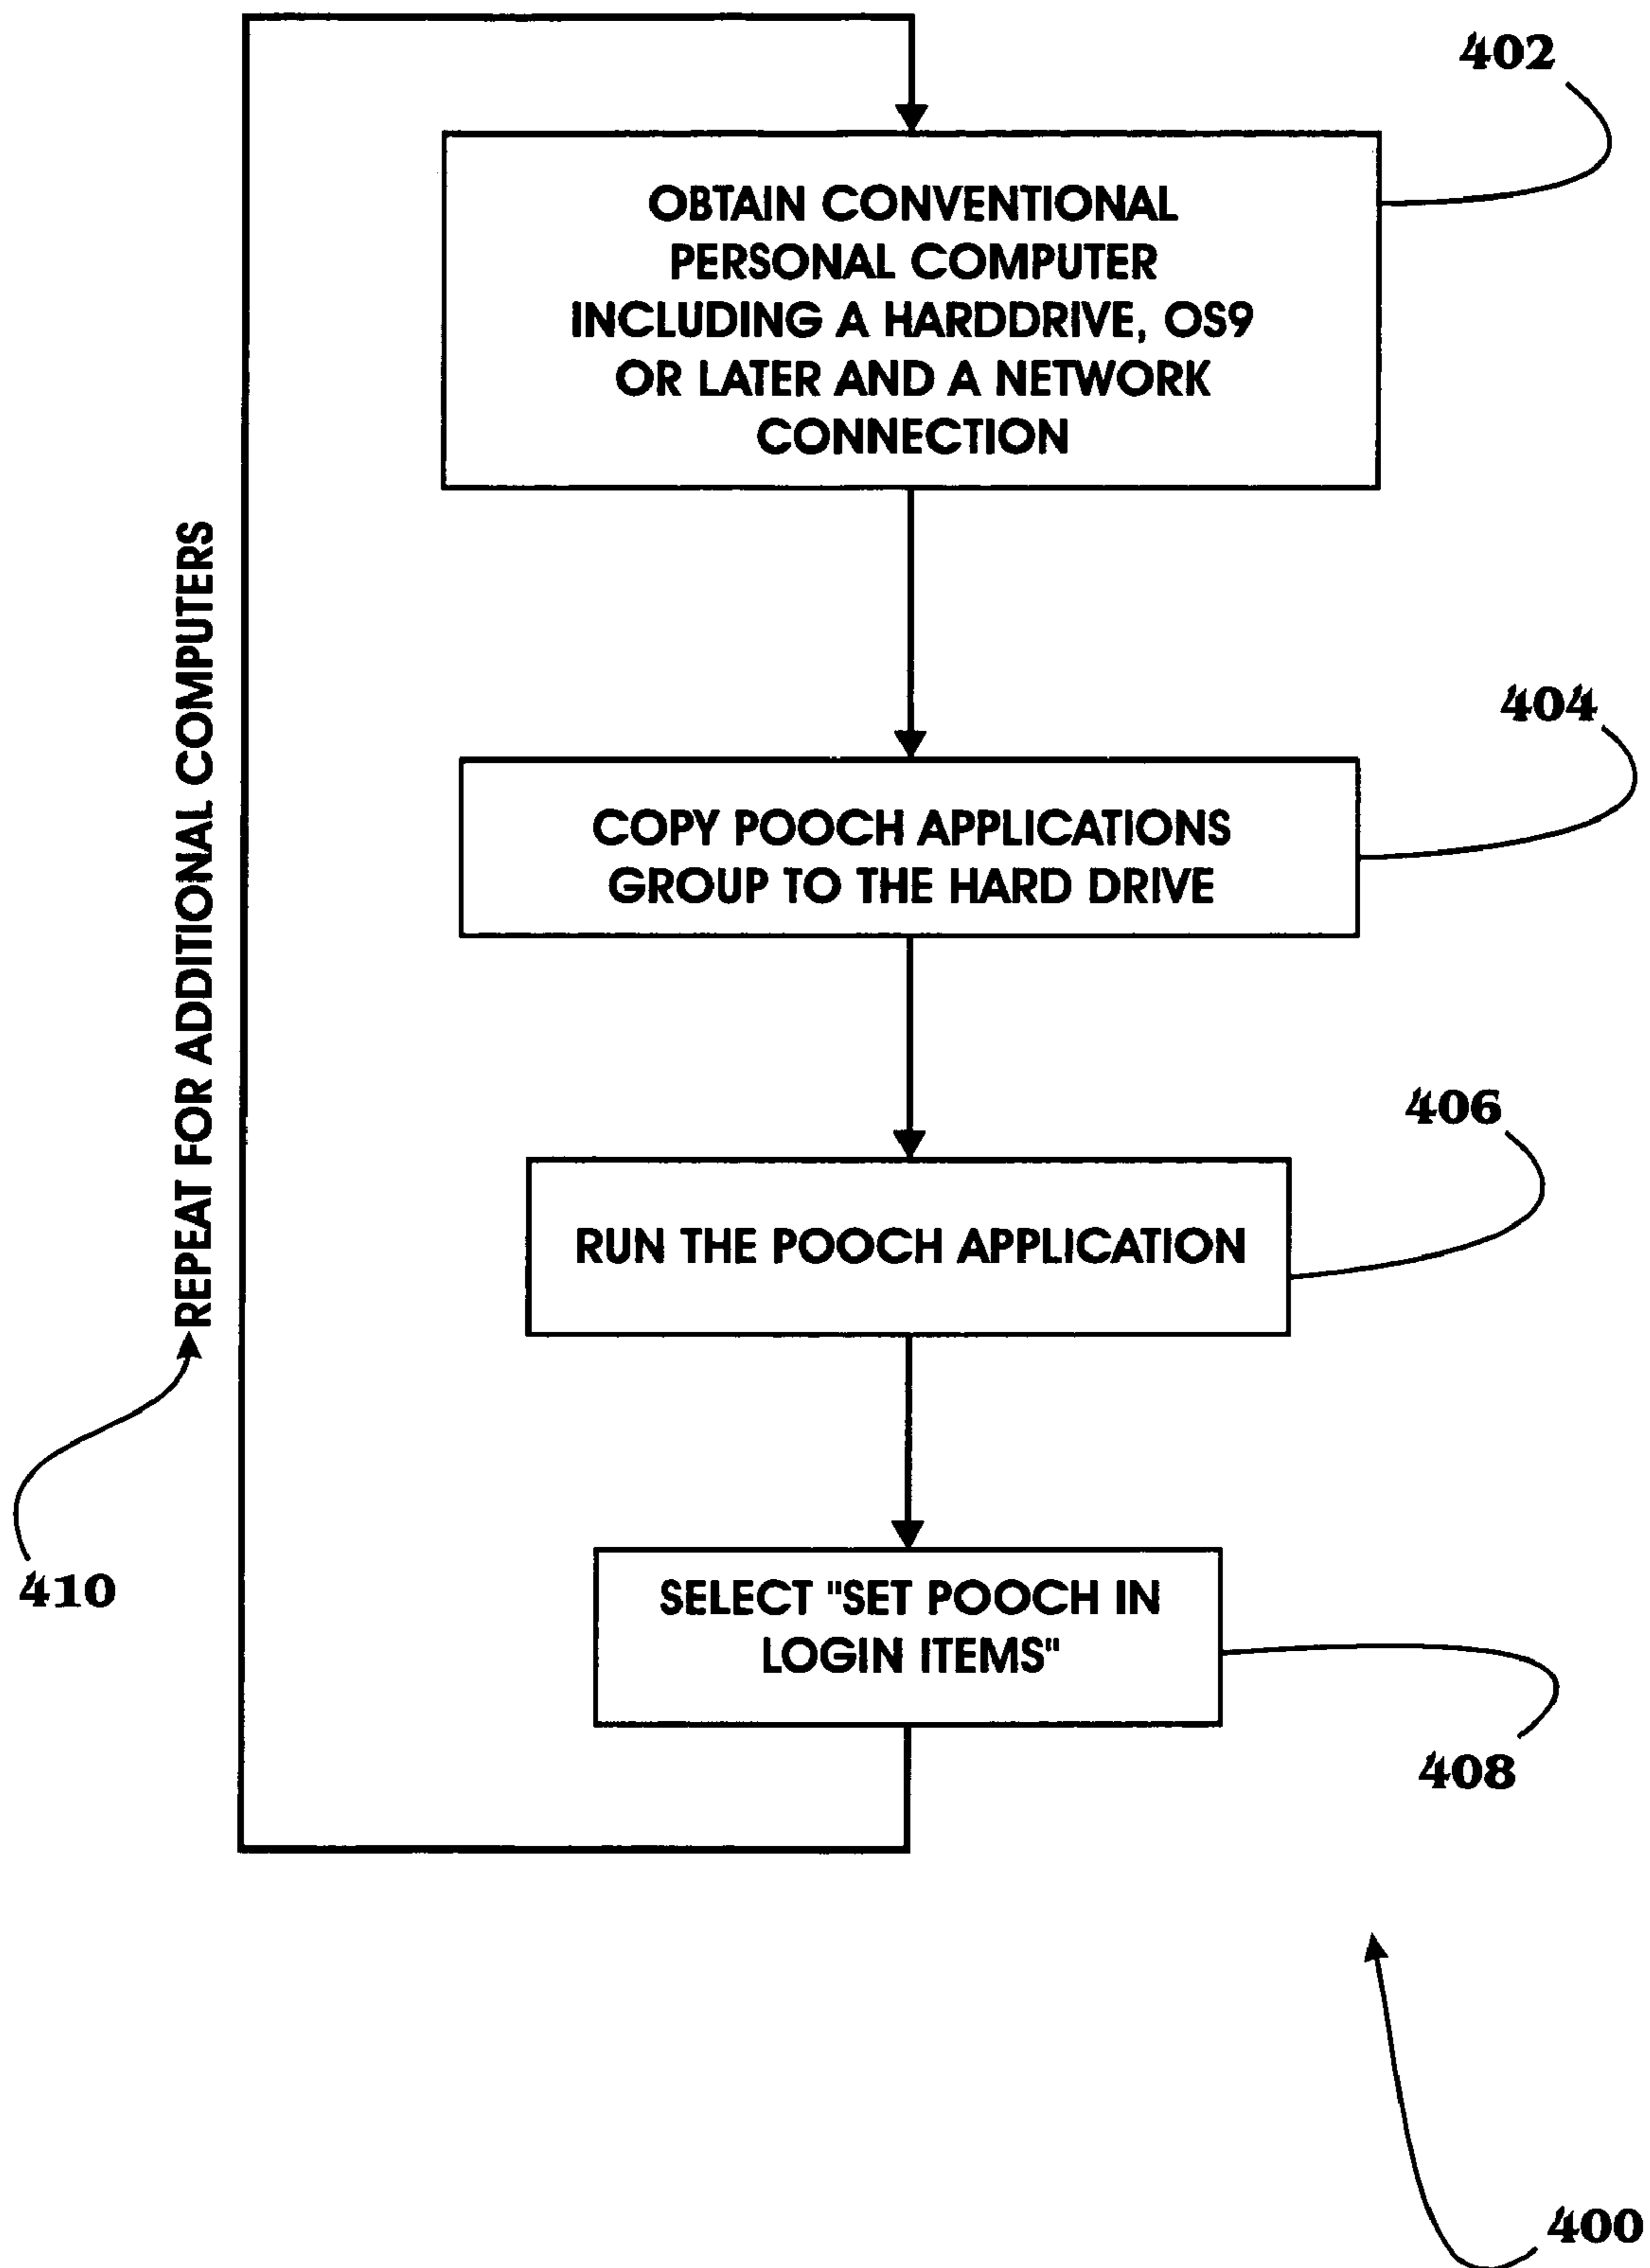 402
OBTAIN CONVENTIONAL
PERSONAL COMPUTER
INCLUDING A HARDDRIVE, OS9
OR LATER AND A NETWORK
CONNECTION
REPEAT FOR ADDITIONAL COMPUTERS
404
COPY POOCH APPLICATIONS
GROUP TO THE HARD DRIVE
406
RUN THE POOCH APPLICATION
410
SELECT "SET POOCH IN
LOGIN ITEMS"
408
400